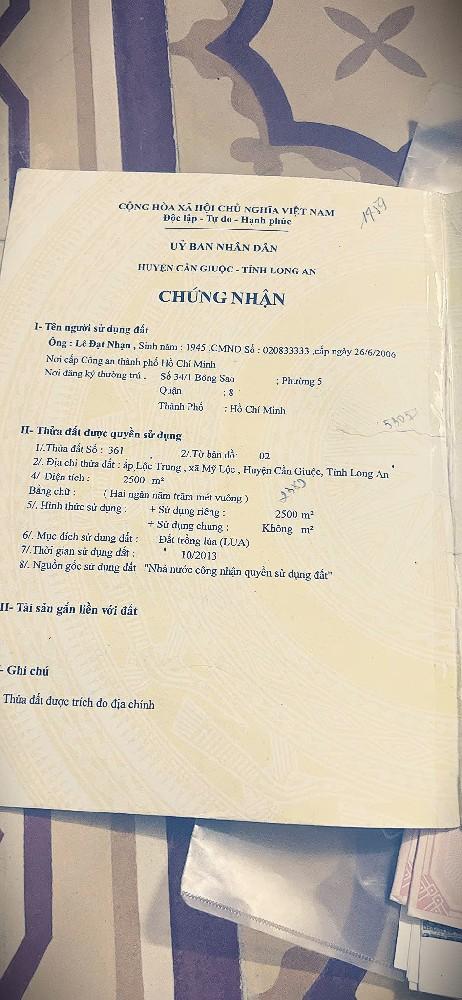 CỘNG HÒA XÃ HỘI CHỦ NGHĨA VIỆT NAM
Độc lập - Tự do - Hạnh phúc
1959
UỶ BAN NHÂN DÂN
HUYỆN CẦN GIUỘC - TỈNH LONG AN
CHỨNG NHẬN
I- Tên người sử dụng đất
Ông : Lê Đạt Nhạn , Sinh năm : 1945 ,CMND Số : 020833333 ,cấp ngày 26/6/2006
Nơi cấp Công an thành phố Hồ Chí Minh
Nơi đăng ký thường trú . Số 34/1 Bông Sao ; Phường 5
Quận : 8
Thành Phố : Hồ Chí Minh
II- Thửa đất được quyền sử dụng
1/.Thửa đất Số : 361 2/.Tờ bản đồ 02
2/. Địa chỉ thửa đất : ấp Lộc Trung , xã Mỹ Lộc , Huyện Cần Giuộc, Tỉnh Long An
4/ Diện tích : 2500 m²
Bằng chữ : ( Hai ngàn năm trăm mét vuông )
5/. Hình thức sử dụng : + Sử dụng riêng : 2500 m²
+ Sử dụng chung : Không m²
6/. Mục đích sử dụng đất : Đất trồng lúa (LUA)
7/. Thời gian sử dụng đất : 10/2013
8/. Nguồn gốc sử dụng đất "Nhà nước công nhận quyền sử dụng đất"
II- Tài sản gắn liền với đất
- Ghi chú
Thửa đất được trích đo địa chính